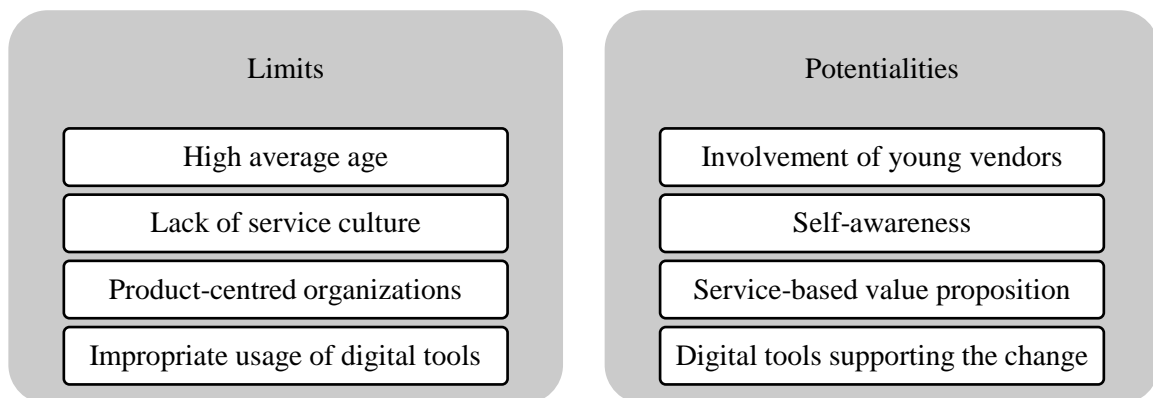 Limits
High average age
Lack of service culture
Product-centred organizations
Impropriate usage of digital tools
Potentialities
Involvement of young vendors
Self-awareness
Service-based value proposition
Digital tools supporting the change